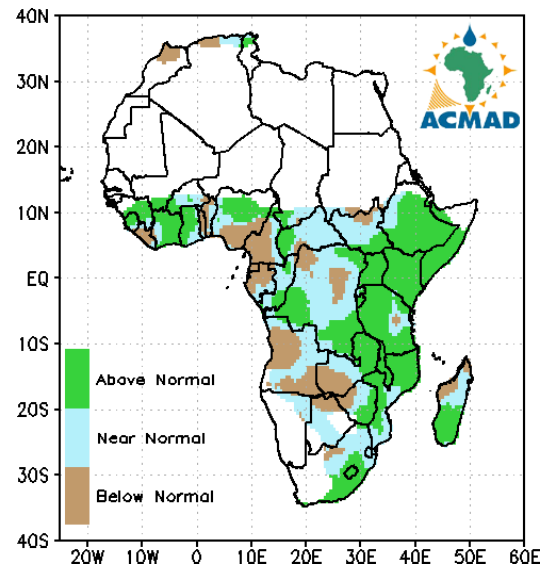 40N
30N
20N
10N
EQ
10S
20S
30S
40S
20W 10W 0 10E 20E 30E 40E 50E 60E
ACMAD
Above Normal
Near Normal
Below Normal